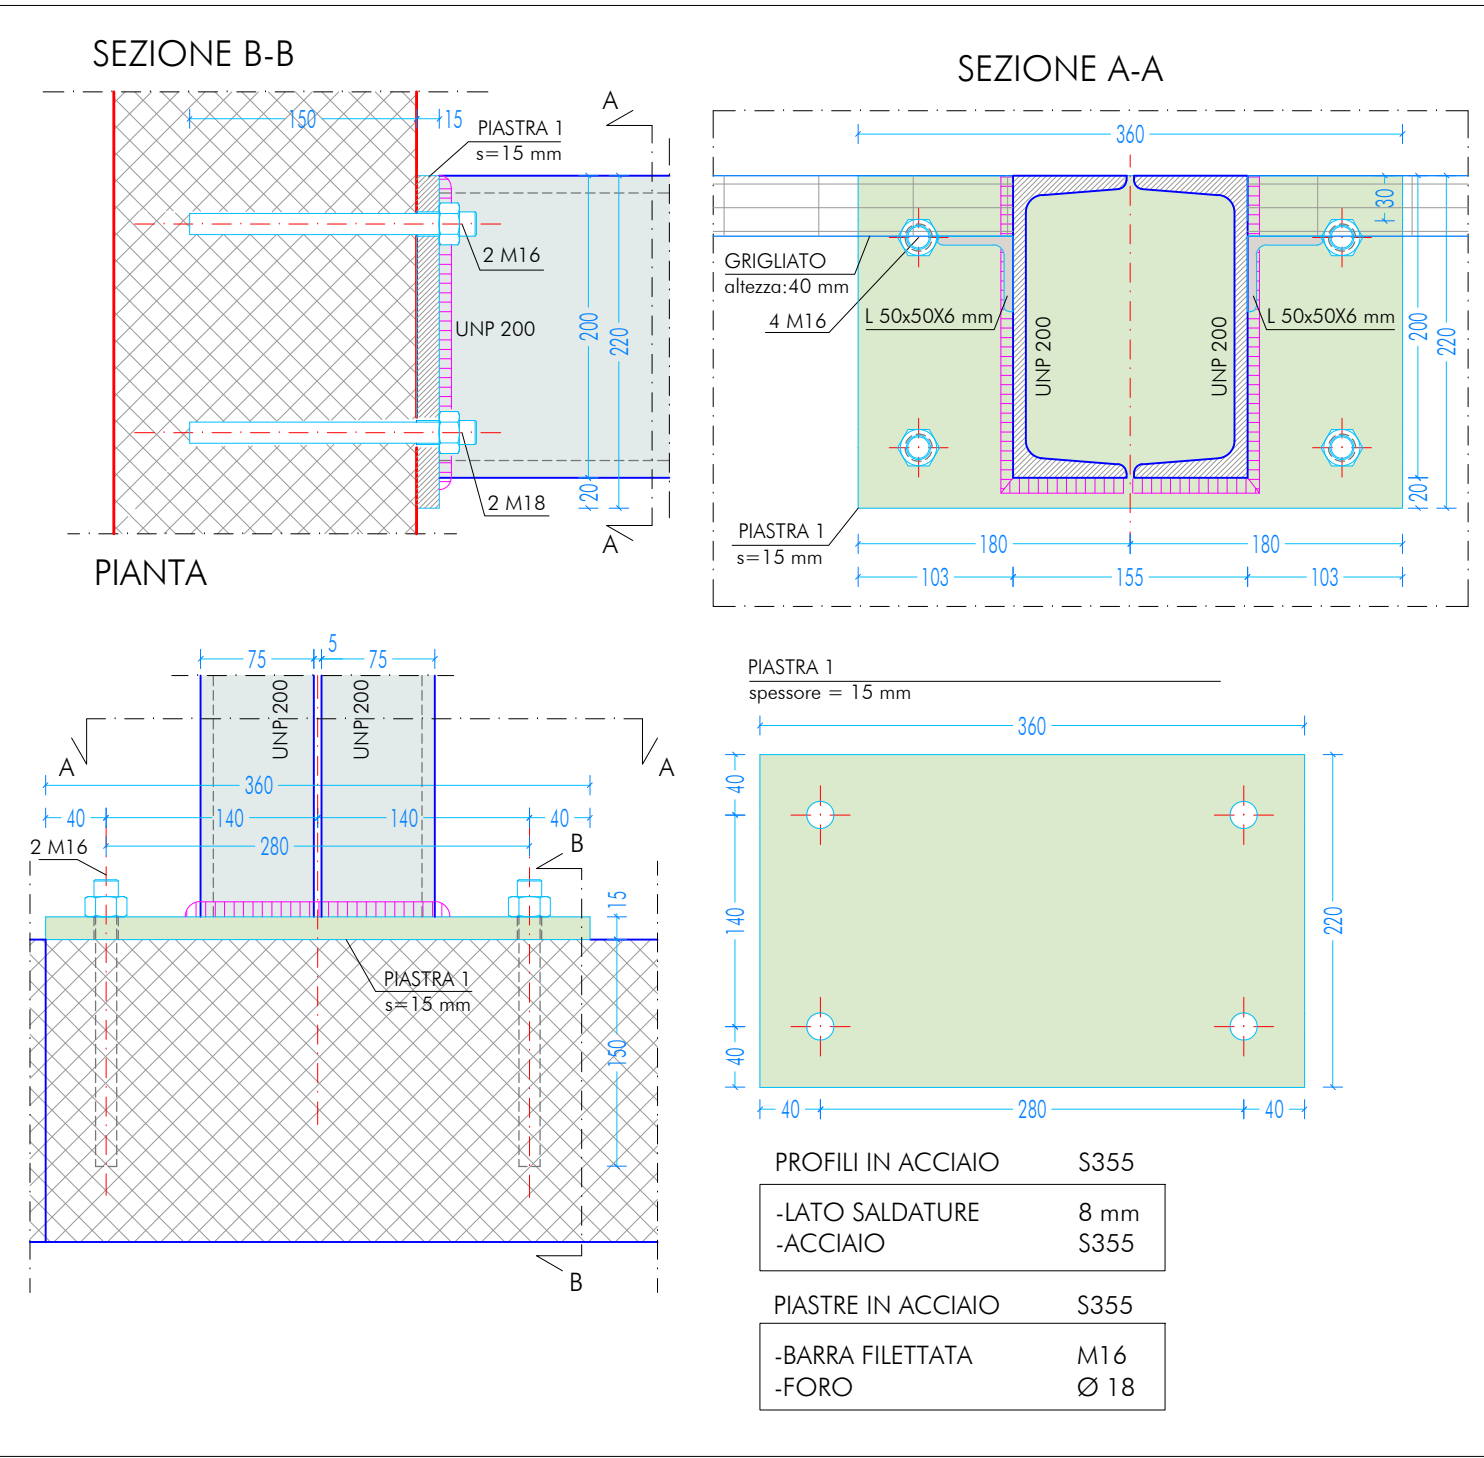 SEZIONE B-B
150
15
PIASTRA 1
s=15 mm
A
2 M16
UNP 200
200
220
20
2 M18
A
SEZIONE A-A
360
30
GRIGLIATO
altezza:40 mm
4 M16
L 50x50X6 mm
UNP 200
UNP 200
L 50x50X6 mm
200
220
20
PIASTRA 1
s=15 mm
180
180
103
155
103
PIANTA
75
5
75
UNP 200
UNP 200
A
A
360
40
140
140
40
280
2 M16
B
15
PIASTRA 1
s=15 mm
150
B
PIASTRA 1
spessore = 15 mm
360
40
140
40
220
40
280
40
PROFILI IN ACCIAIO S355
-LATO SALDATURE 8 mm
-ACCIAIO S355
PIASTRE IN ACCIAIO S355
-BARRA FILETTATA M16
-FORO Ø 18